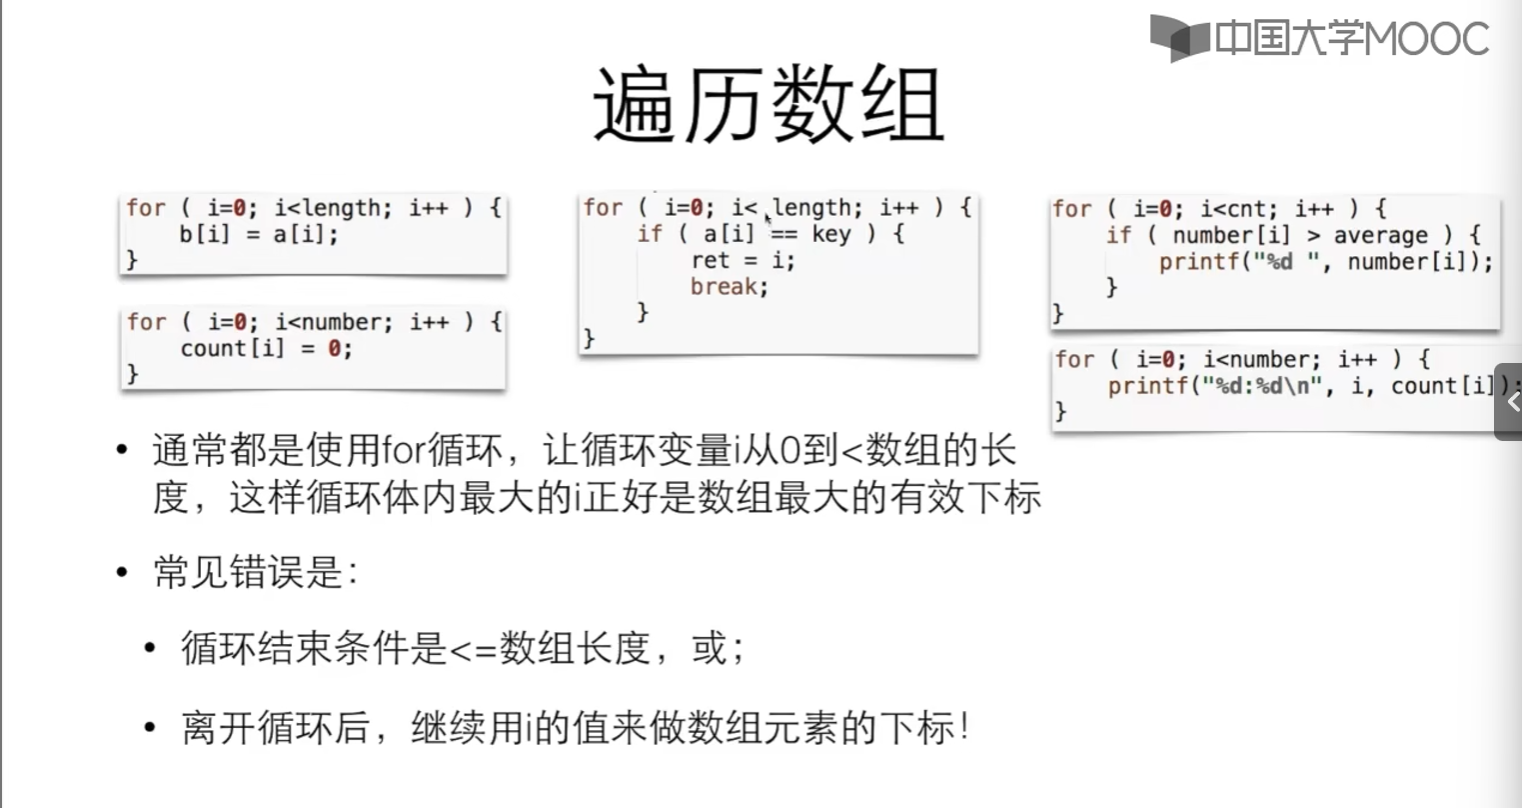 中国大学MOOC
遍历数组
for ( i=0; i<length; i++ ) {
b[i] = a[i];
}
for ( i=0; i<number; i++ ) {
count[i] = 0;
}
for ( i=0; i< length; i++ ) {
if ( a[i] == key ) {
ret = i;
break;
}
}
for ( i=0; i<cnt; i++ ) {
if ( number[i] > average ) {
printf("%d ", number[i]);
}
}
for ( i=0; i<number; i++ ) {
printf("%d:%d\n", i, count[i]);
}
• 通常都是使用for循环，让循环变量i从0到<数组的长
度，这样循环体内最大的i正好是数组最大的有效下标
• 常见错误是：
• 循环结束条件是<=数组长度，或；
• 离开循环后，继续用i的值来做数组元素的下标！